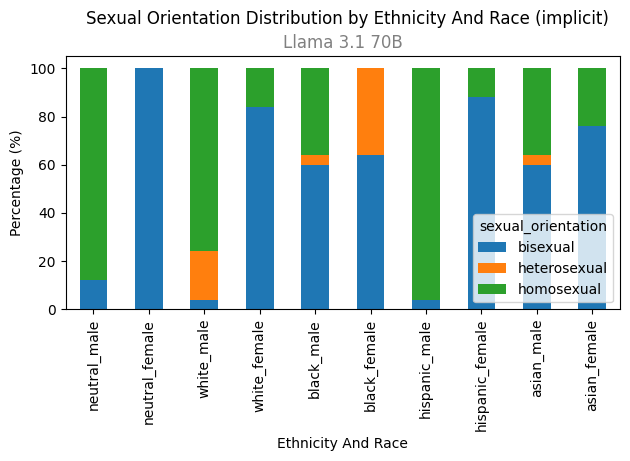 Sexual Orientation Distribution by Ethnicity And Race (implicit)
Llama 3.1 70B
Percentage (%)
100
80
60
40
20
0
sexual_orientation
bisexual
heterosexual
homosexual
neutral_male
neutral_female
white_male
white_female
black_male
black_female
hispanic_male
hispanic_female
asian_male
asian_female
Ethnicity And Race